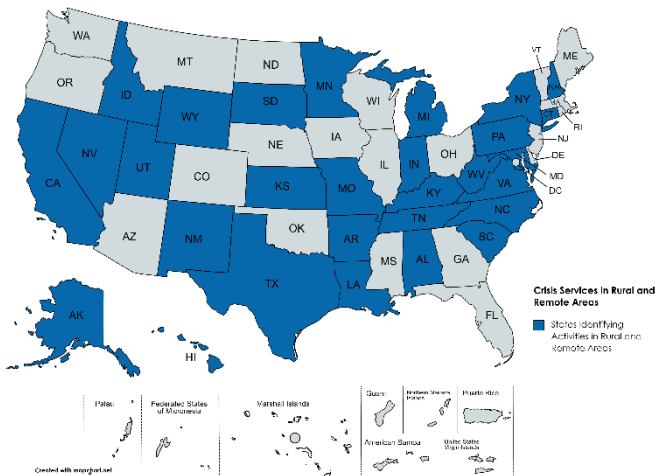 WA
MT
ND
MN
VT
ME
OR
ID
SD
WI
NY
NH
MA
WY
MI
CT
RI
NV
NE
IA
PA
NJ
CA
UT
CO
IL
IN
OH
DE
KS
MO
KY
WV
VA
MD
DC
AZ
NM
OK
AR
TN
NC
SC
TX
LA
MS
AL
GA
AK
HI
FL
Crisis Services in Rural and
Remote Areas
States Identifying
Activities in Rural and
Remote Areas
Palau
Federated States
of Micronesia
Marshall Islands
Guam
Northern Mariana
Islands
Puerto Rico
American Samoa
United States
Virgin Islands
Created with mapchart.net